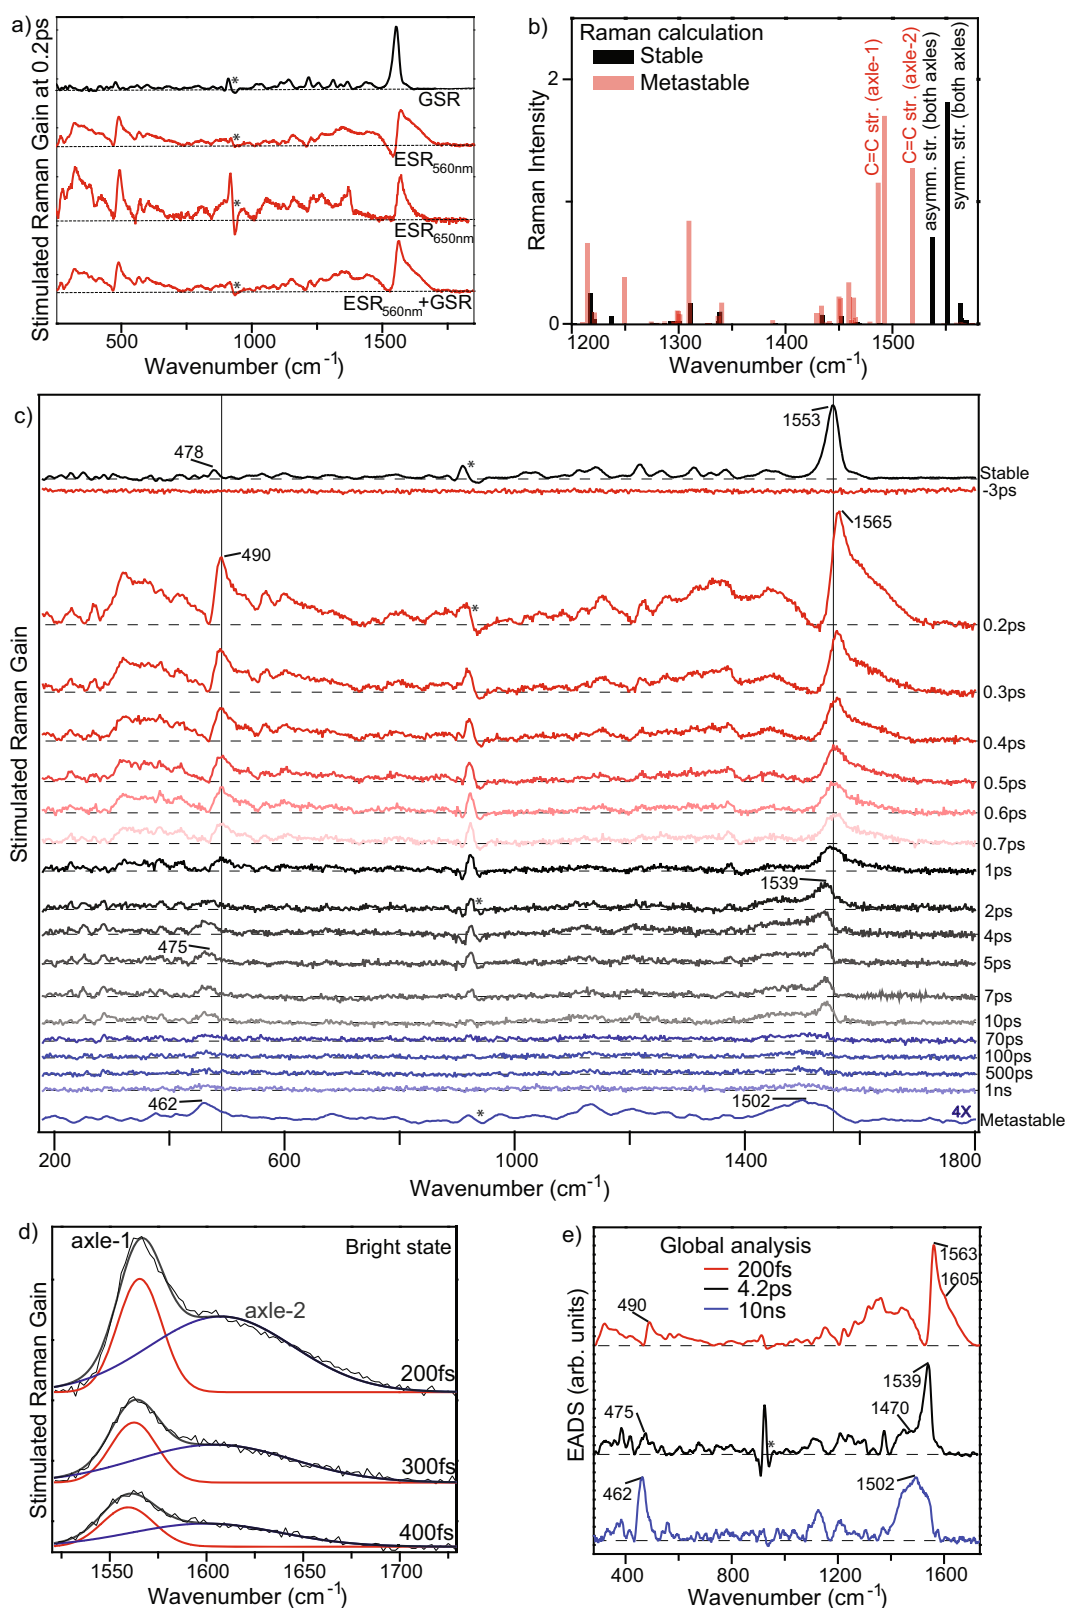 a)
Stimulated Raman Gain at 0.2ps
*
GSR
*
ESR560nm
*
ESR650nm
*
ESR560nm+GSR
500
1000
1500
Wavenumber (cm-1)
b)
Raman calculation
Stable
Metastable
Raman Intensity
2
0
C=C str. (axle-1)
C=C str. (axle-2)
asymm. str. (both axles)
symm. str. (both axles)
1200
1300
1400
1500
Wavenumber (cm-1)
c)
Stimulated Raman Gain
1553
478
*
Stable
-3ps
1565
490
*
0.2ps
0.3ps
0.4ps
0.5ps
0.6ps
0.7ps
1ps
1539
*
2ps
4ps
475
5ps
7ps
10ps
70ps
100ps
500ps
1ns
462
1502
4X
*
Metastable
200
600
1000
1400
1800
Wavenumber (cm-1)
d)
Stimulated Raman Gain
axle-1
Bright state
axle-2
200fs
300fs
400fs
1550
1600
1650
1700
Wavenumber (cm-1)
e)
EADS (arb. units)
Global analysis
200fs
4.2ps
10ns
1563
1605
490
1539
1470
475
*
462
1502
400
800
1200
1600
Wavenumber (cm-1)